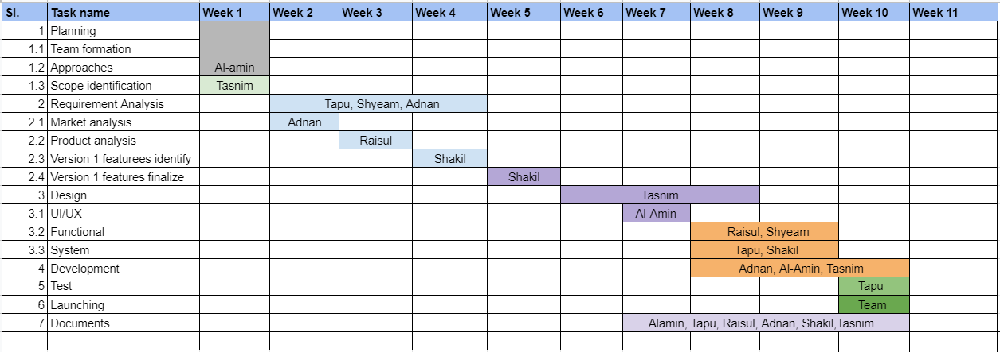 Sl. Task name Week 1 Week 2 Week 3 Week 4 Week 5 Week 6 Week 7 Week 8 Week 9 Week 10 Week 11
1 Planning
1.1 Team formation
1.2 Approaches Al-amin
1.3 Scope identification Tasnim
2 Requirement Analysis Tapu, Shyeam, Adnan
2.1 Market analysis Adnan
2.2 Product analysis Raisul
2.3 Version 1 featurees identify Shakil
2.4 Version 1 features finalize Shakil
3 Design Tasnim
3.1 UI/UX Al-Amin
3.2 Functional Raisul, Shyeam
3.3 System Tapu, Shakil
4 Development Adnan, Al-Amin, Tasnim
5 Test Tapu
6 Launching Team
7 Documents Alamin, Tapu, Raisul, Adnan, Shakil,Tasnim